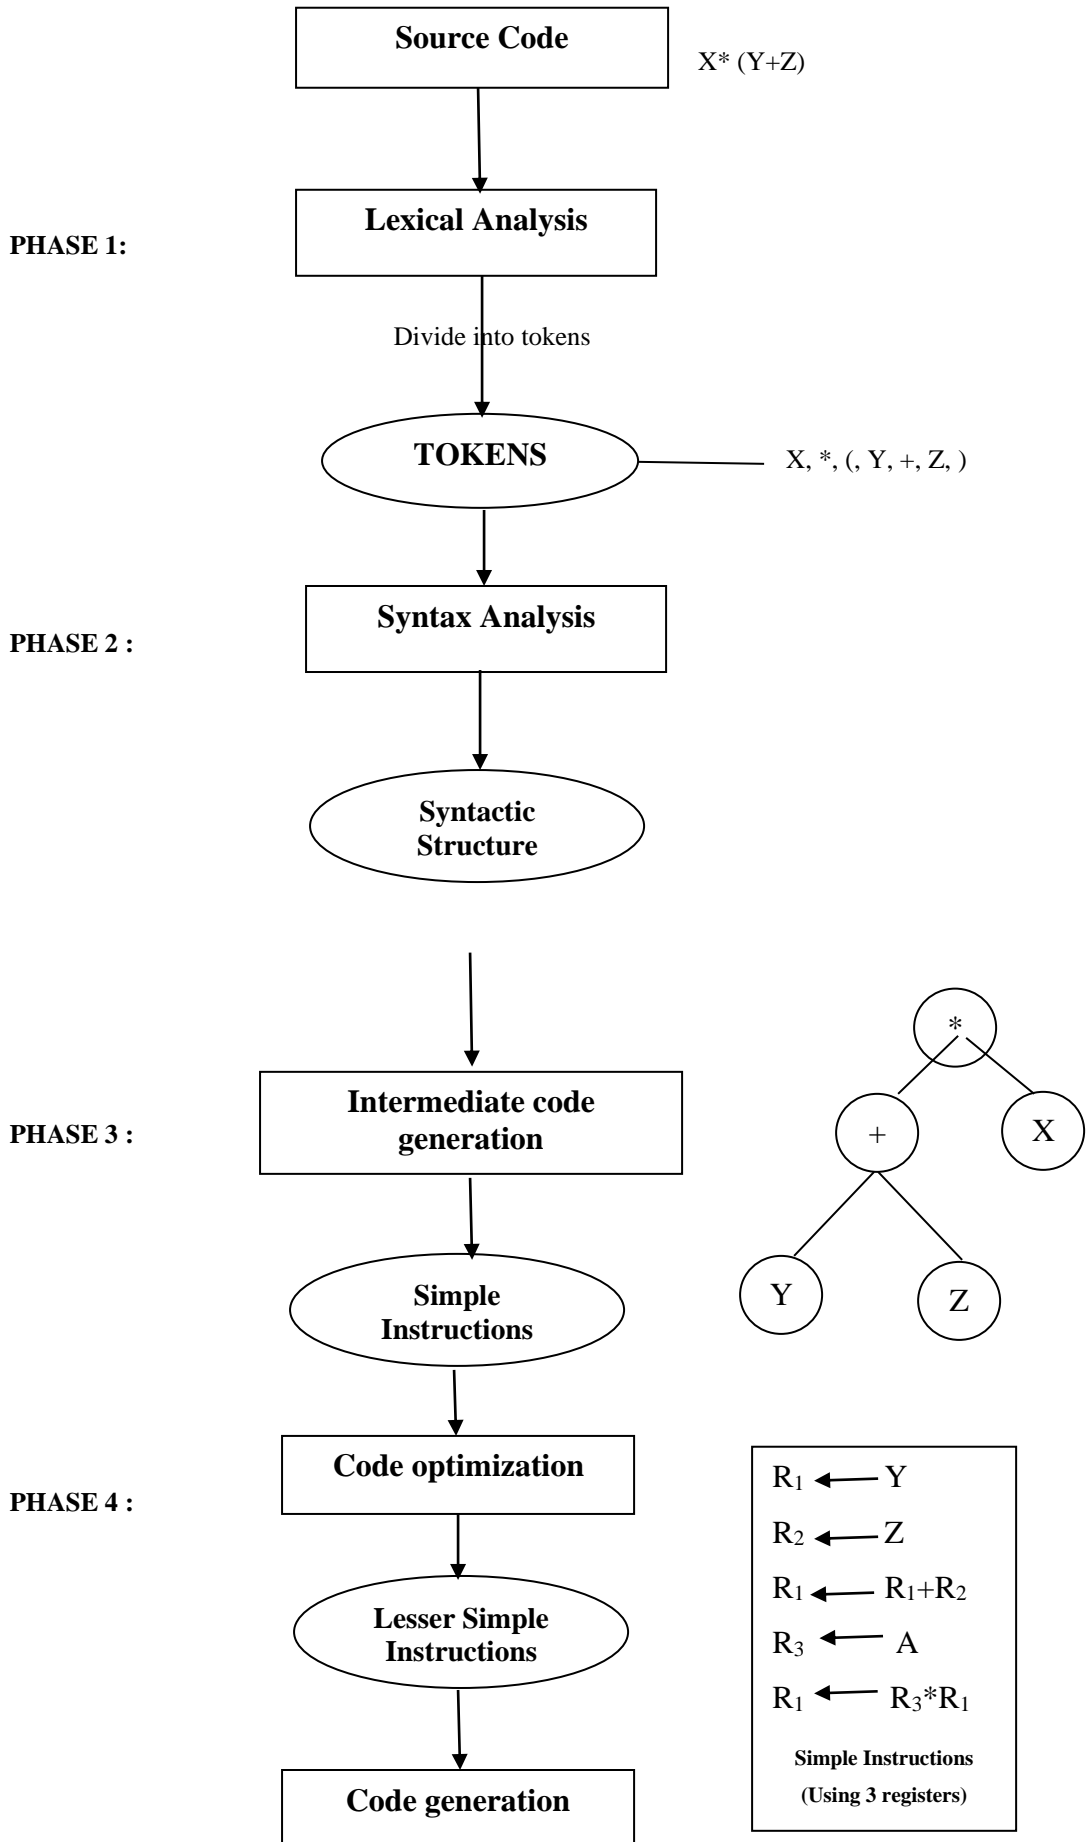 Source Code
X* (Y+Z)
Lexical Analysis
PHASE 1:
Divide into tokens
TOKENS
X, *, (, Y, +, Z, )
Syntax Analysis
PHASE 2 :
Syntactic
Structure
*
Intermediate code
generation
PHASE 3 :
+
X
Simple
Instructions
Y
Z
Code optimization
PHASE 4 :
Lesser Simple
Instructions
Code generation
R₁ ← Y
R₂ ← Z
R₁ ← R₁+R₂
R₃ ← A
R₁ ← R₃*R₁
Simple Instructions
(Using 3 registers)